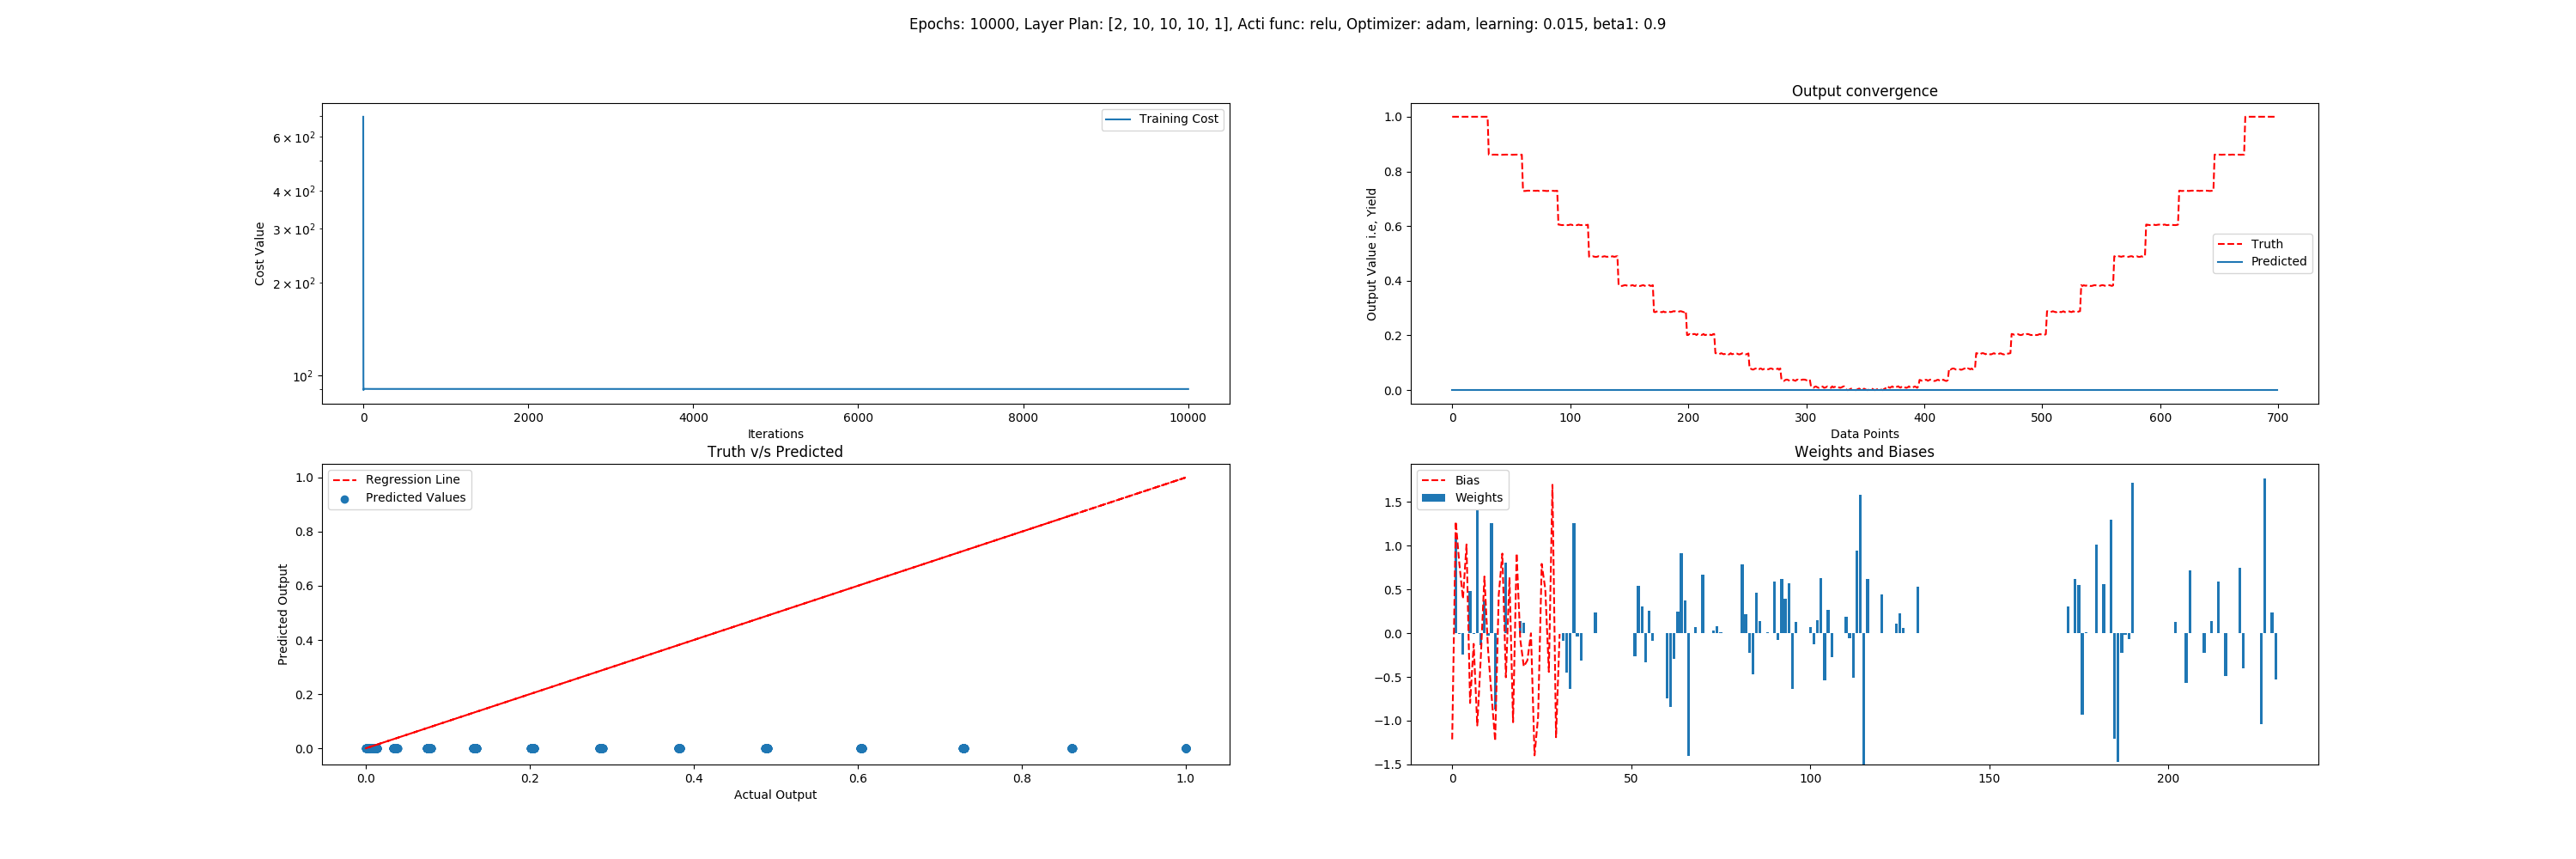 Epochs: 10000, Layer Plan: [2, 10, 10, 10, 1], Acti func: relu, Optimizer: adam, learning: 0.015, beta1: 0.9
Training Cost
6 × 10²
4 × 10²
3 × 10²
2 × 10²
10²
Cost Value
0 2000 4000 6000 8000 10000
Iterations
Output convergence
1.0
0.8
0.6
0.4
0.2
0.0
Output Value i.e, Yield
Truth
Predicted
0 100 200 300 400 500 600 700
Data Points
Truth v/s Predicted
Regression Line
Predicted Values
1.0
0.8
0.6
0.4
0.2
0.0
Predicted Output
0.0 0.2 0.4 0.6 0.8 1.0
Actual Output
Weights and Biases
Bias
Weights
1.5
1.0
0.5
0.0
−0.5
−1.0
−1.5
0 50 100 150 200